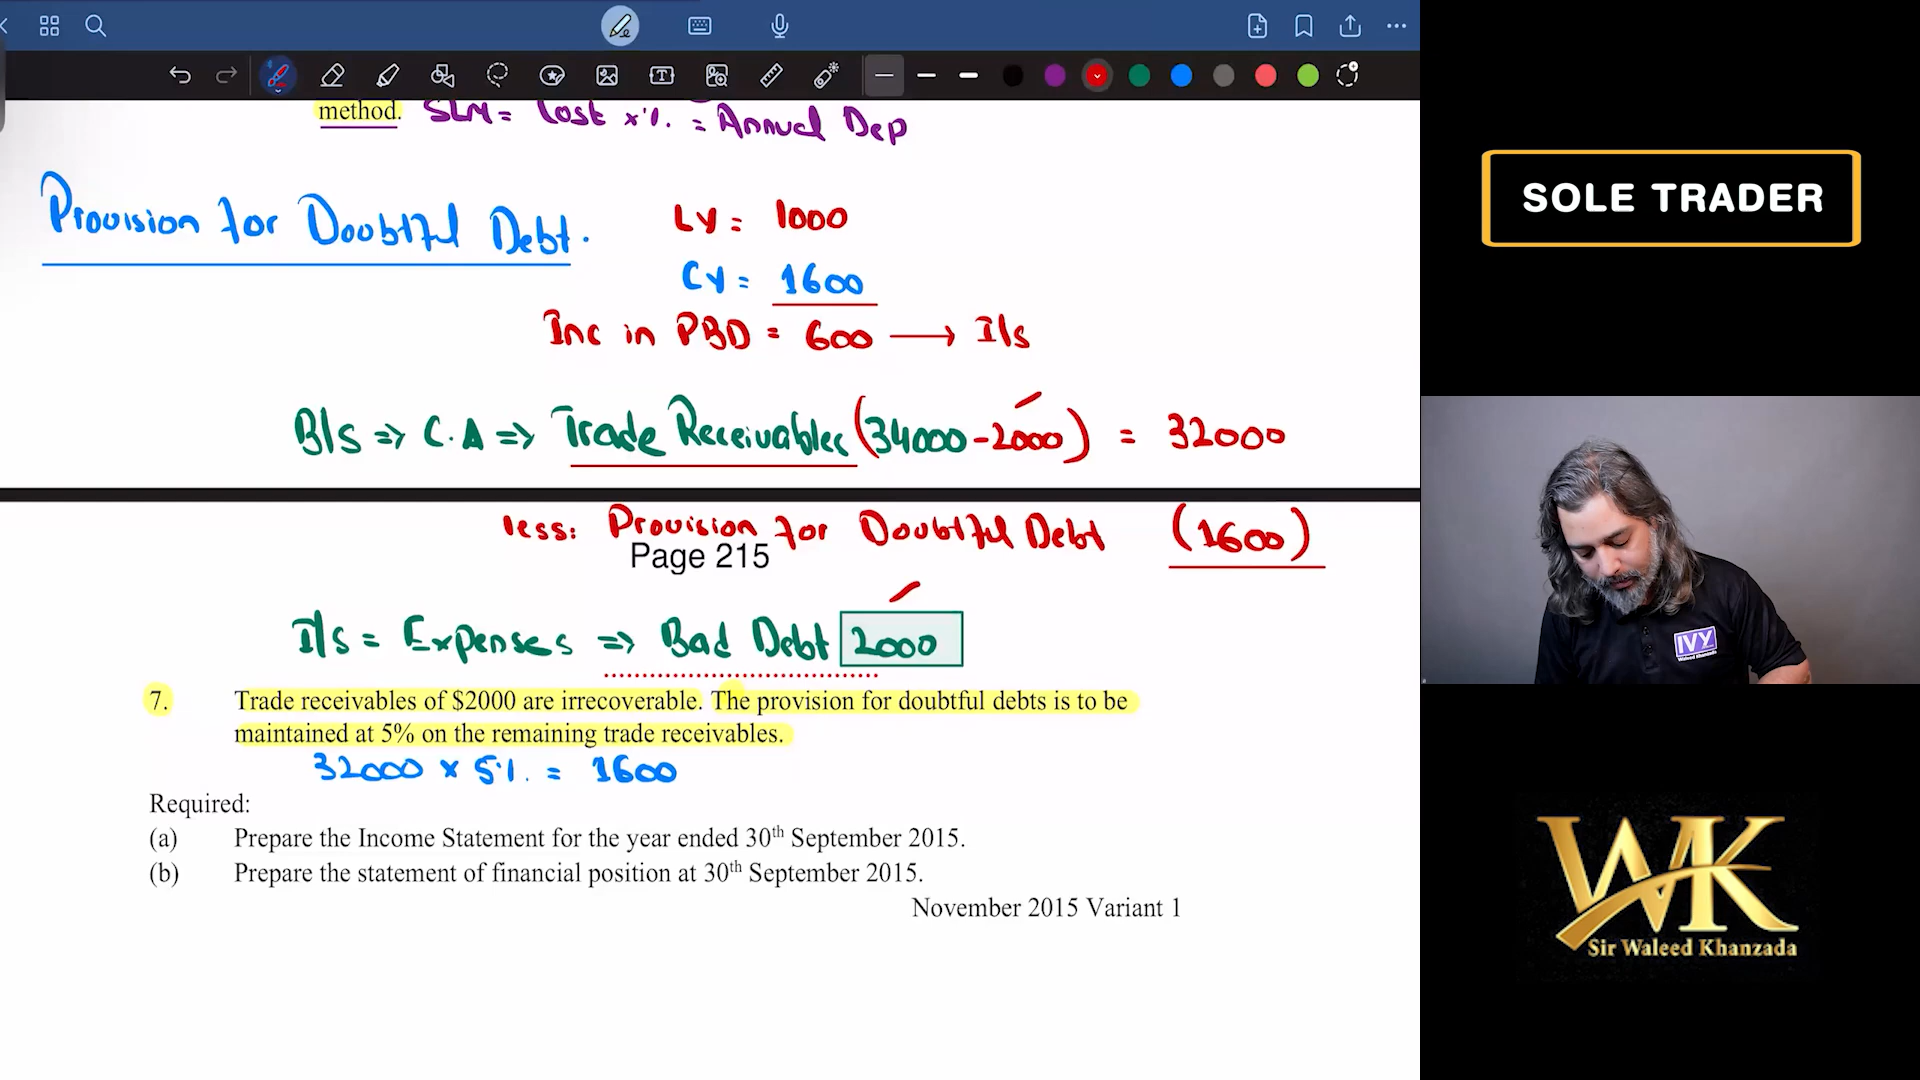 method. SLM = Cost x %. = Annual Dep
Provision for Doubtful Debt.
LY = 1000
CY = 1600
Inc in PBD = 600 → I/S
B/S ⇒ C.A ⇒ Trade Receivables (34000-2000) = 32000
less: Provision for Doubtful Debt (1600)
Page 215
I/S = Expenses ⇒ Bad Debt 2000
7. Trade receivables of $2000 are irrecoverable. The provision for doubtful debts is to be
maintained at 5% on the remaining trade receivables.
32000 x 5%. = 1600
Required:
(a) Prepare the Income Statement for the year ended 30th September 2015.
(b) Prepare the statement of financial position at 30th September 2015.
November 2015 Variant 1
SOLE TRADER
IVY
Waleed Khanzada
WK
Sir Waleed Khanzada